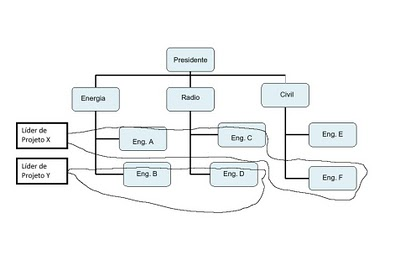 Presidente
Energia
Radio
Civil
Líder de
Projeto X
Eng. A
Eng. C
Eng. E
Líder de
Projeto Y
Eng. B
Eng. D
Eng. F